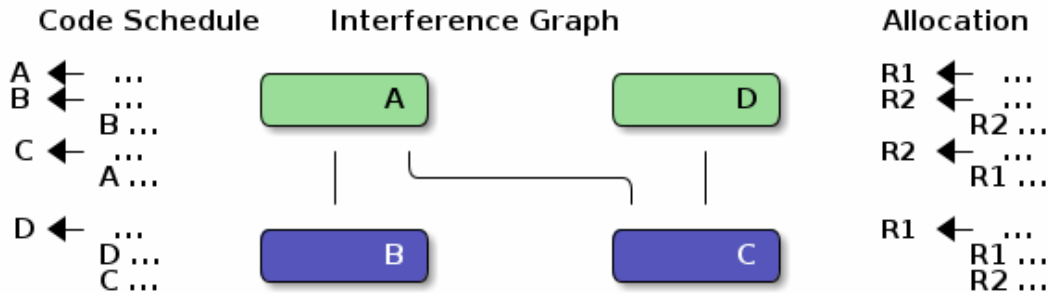 Code Schedule Interference Graph Allocation
A ... R1 ...
B ... A D R2 ...
B ... R2 ...
C ... R2 ...
A ... R1 ...
D ... R1 ...
D ... B C R1 ...
C ... R2 ...